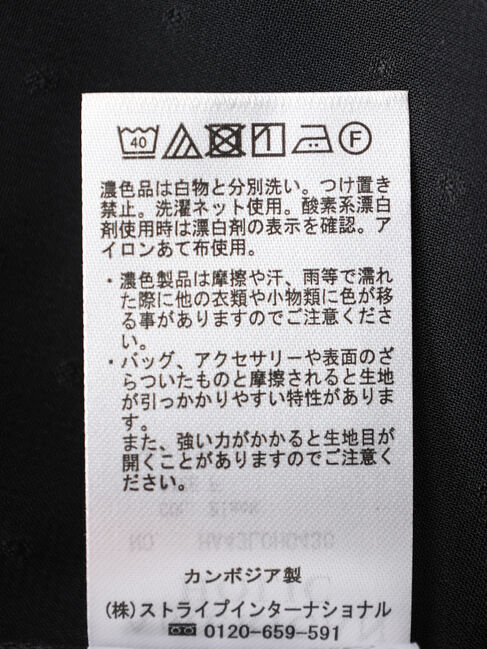 40 F
濃色品は白物と分別洗い。つけ置き
禁止。洗濯ネット使用。酸素系漂白
剤使用時は漂白剤の表示を確認。ア
イロンあて布使用。
・濃色製品は摩擦や汗、雨等で濡れ
た際に他の衣類や小物類に色が移
る事がありますのでご注意くださ
い。
・バッグ、アクセサリーや表面のざ
らついたものと摩擦されると生地
が引っかかりやすい特性がありま
す。
また、強い力がかかると生地目が
開くことがありますのでご注意く
ださい。
カンボジア製
(株)ストライプインターナショナル
0120-659-591